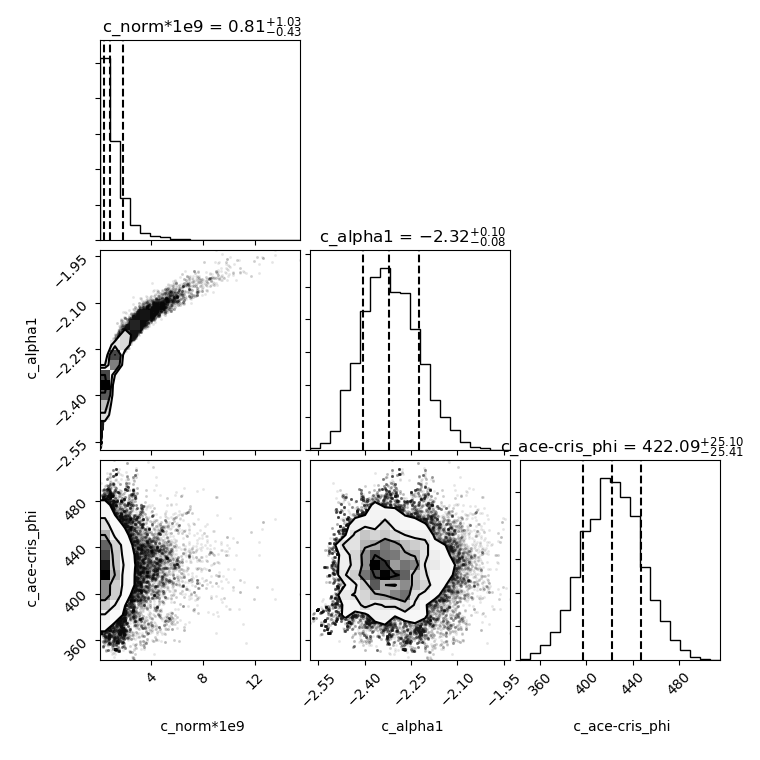 c_norm*1e9 = 0.81+1.03−0.43
c_alpha1 = −2.32+0.10−0.08
c_alpha1
−1.95
−2.10
−2.25
−2.40
−2.55
c_ace-cris_phi = 422.09+25.10−25.41
c_ace-cris_phi
480
440
400
360
4 8 12
−2.55 −2.40 −2.25 −2.10 −1.95
360 400 440 480
c_norm*1e9 c_alpha1 c_ace-cris_phi